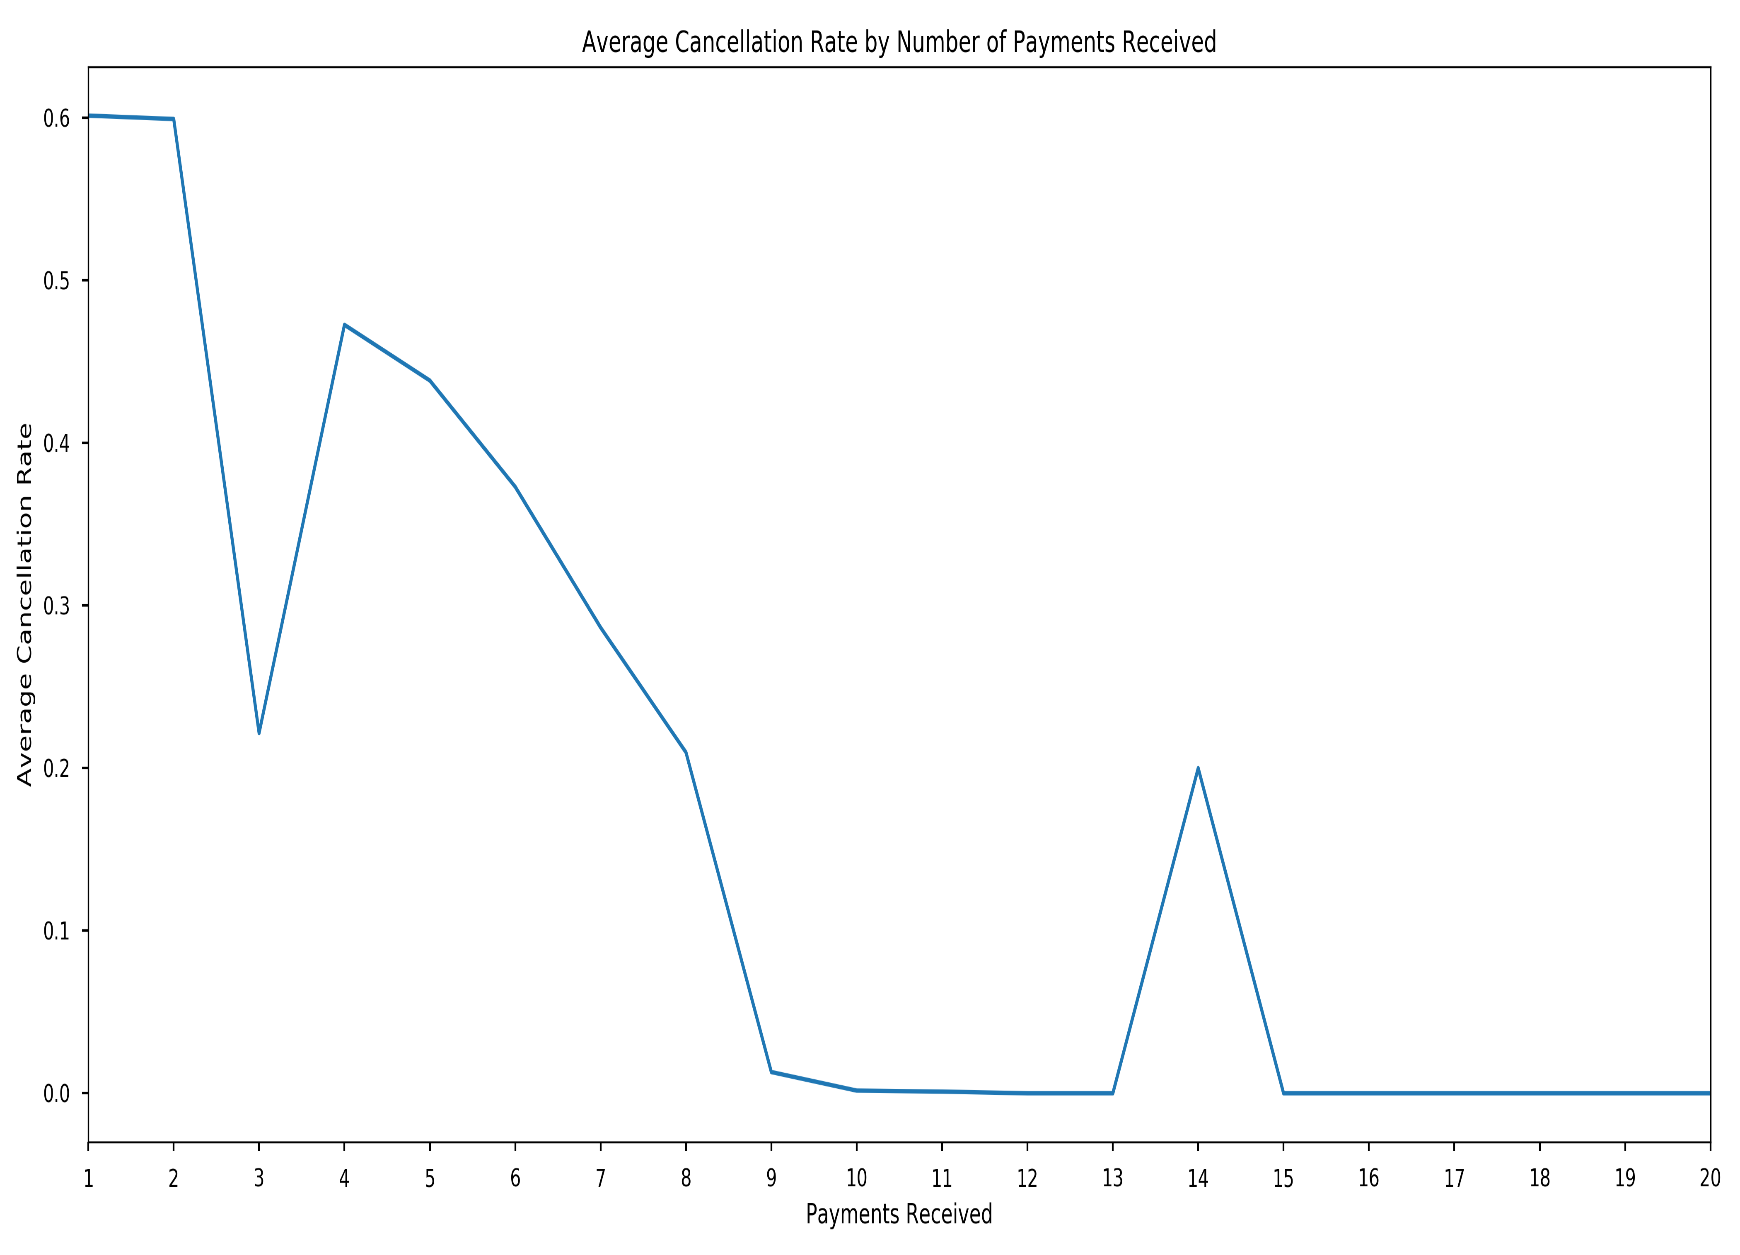 Average Cancellation Rate by Number of Payments Received
0.6
0.5
0.4
0.3
0.2
0.1
0.0
Average Cancellation Rate
1 2 3 4 5 6 7 8 9 10 11 12 13 14 15 16 17 18 19 20
Payments Received